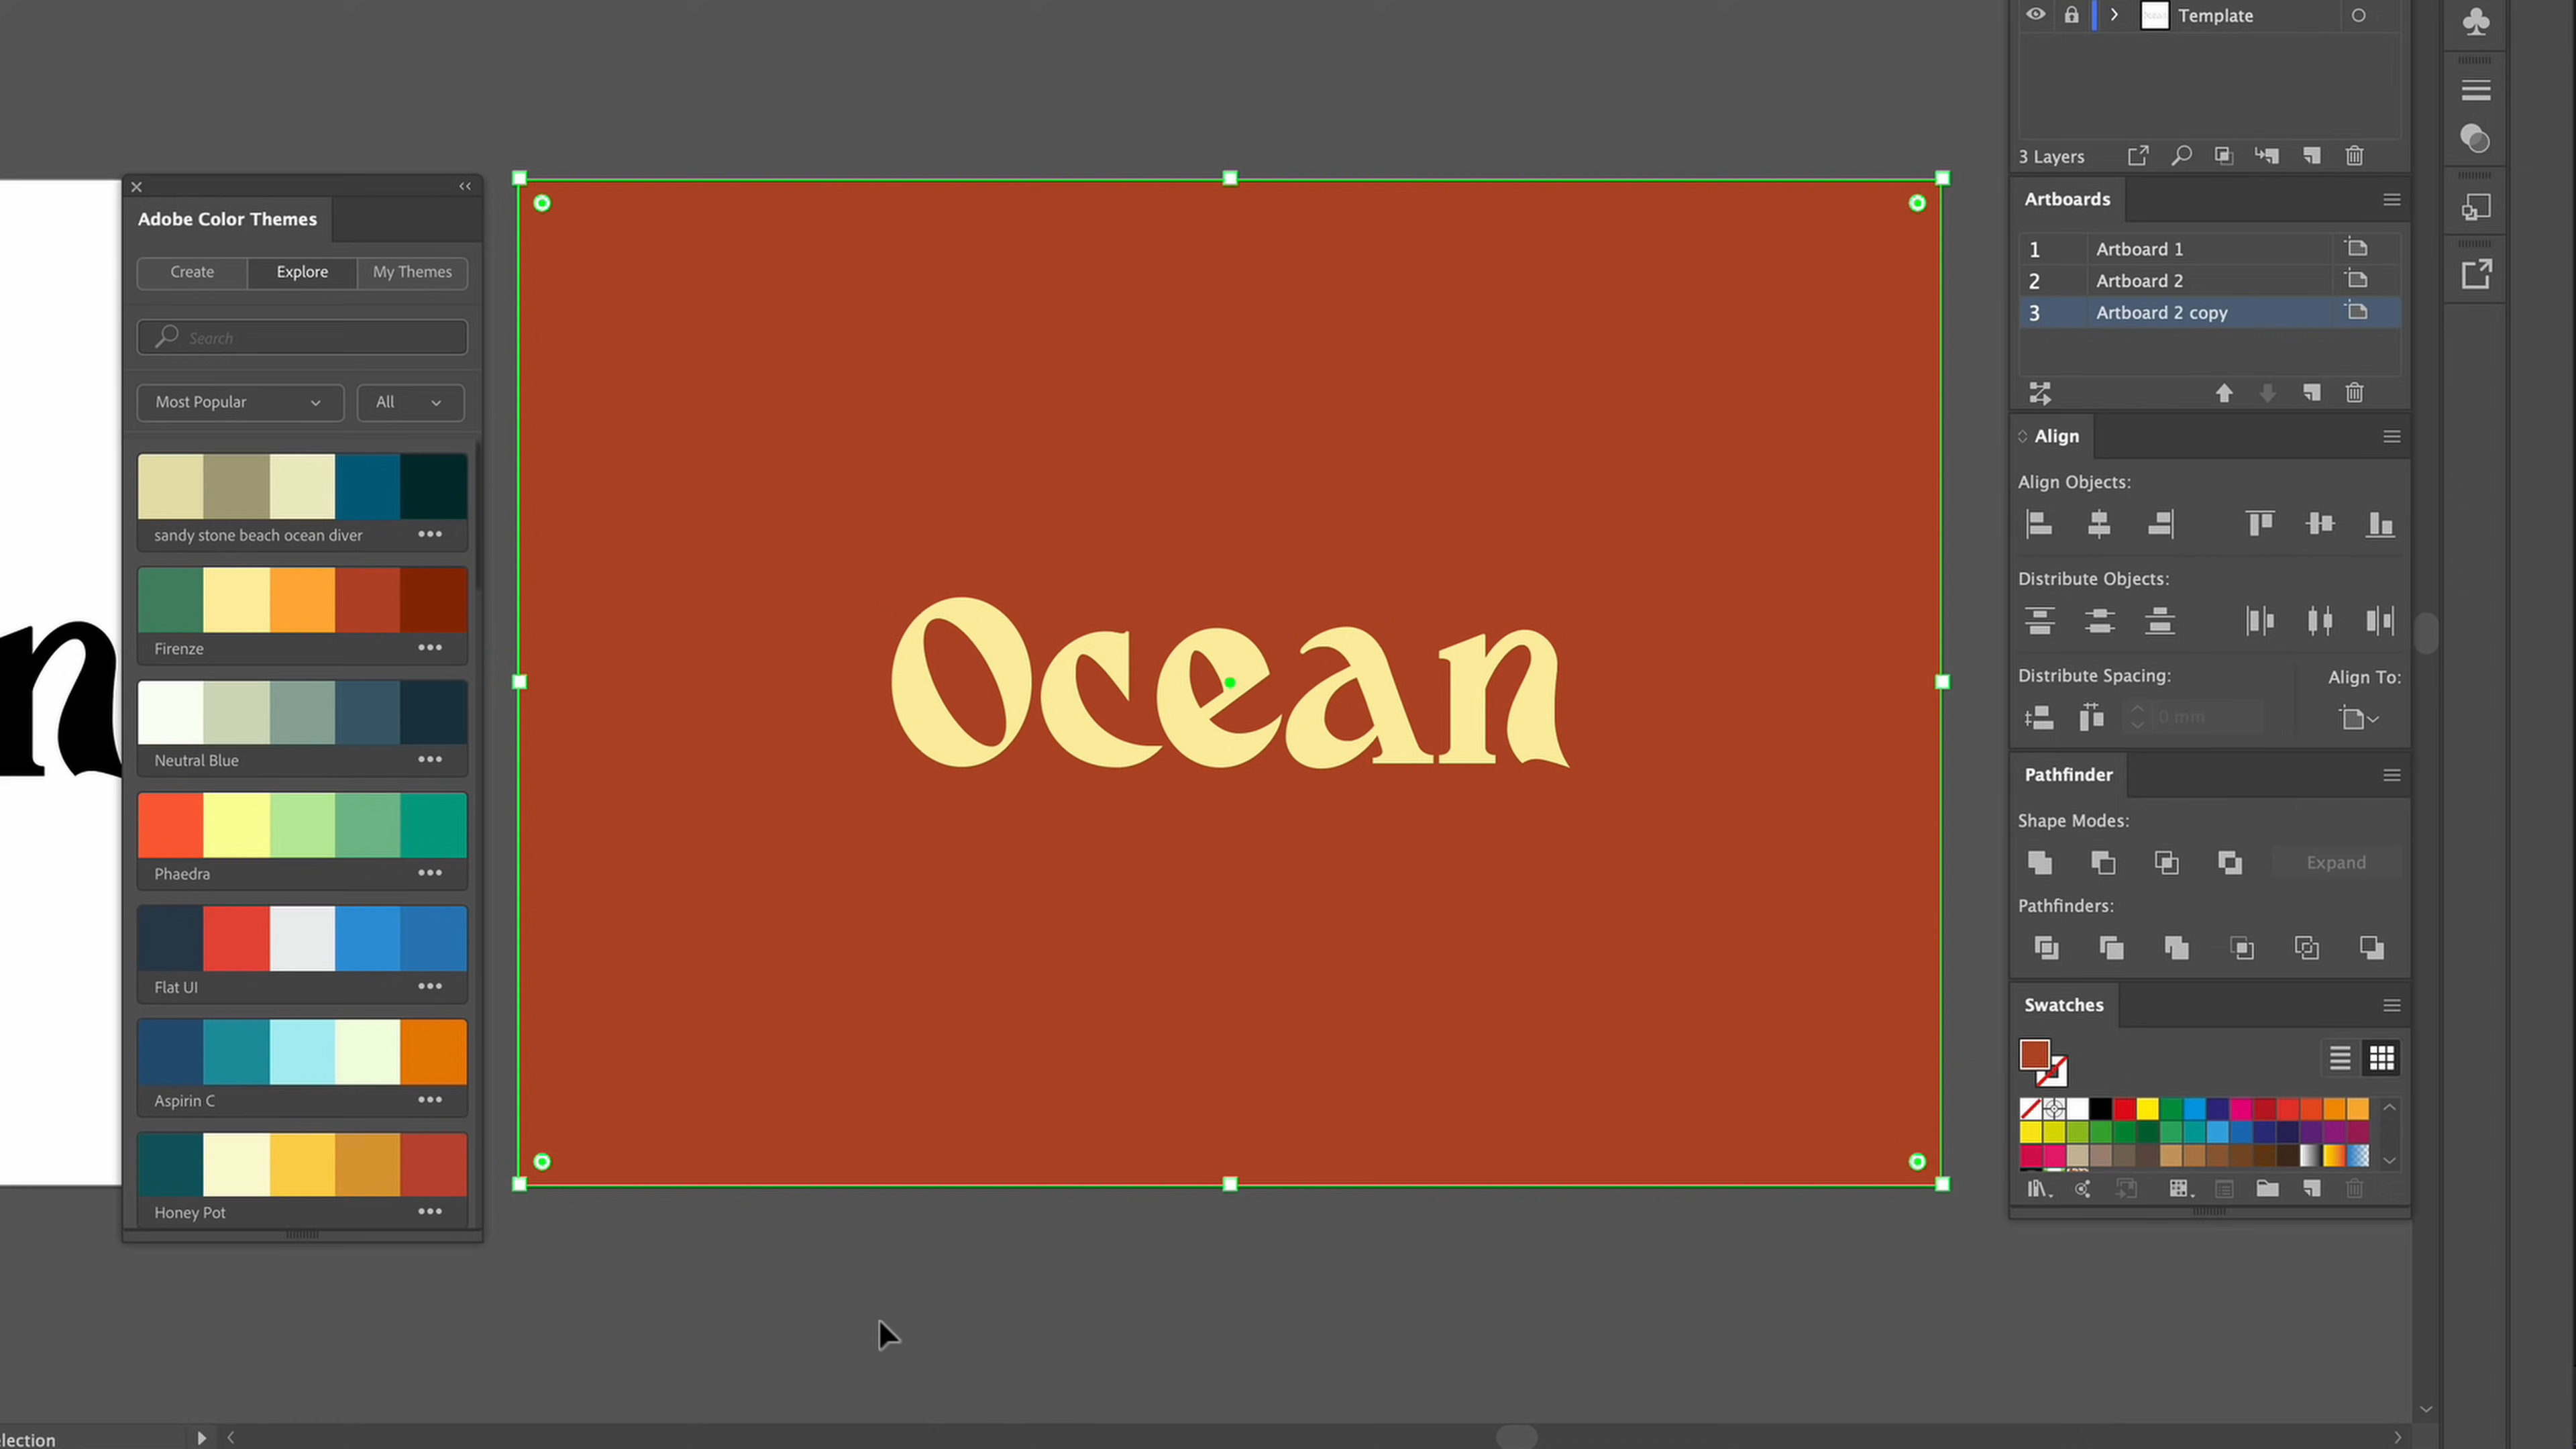 Template
3 Layers
Adobe Color Themes
Create Explore My Themes
Search
Most Popular All
sandy stone beach ocean diver
Firenze
Neutral Blue
Phaedra
Flat UI
Aspirin C
Honey Pot
n
Ocean
Artboards
1 Artboard 1
2 Artboard 2
3 Artboard 2 copy
Align
Align Objects:
Distribute Objects:
Distribute Spacing: Align To:
0 mm
Pathfinder
Shape Modes:
Expand
Pathfinders:
Swatches
lection